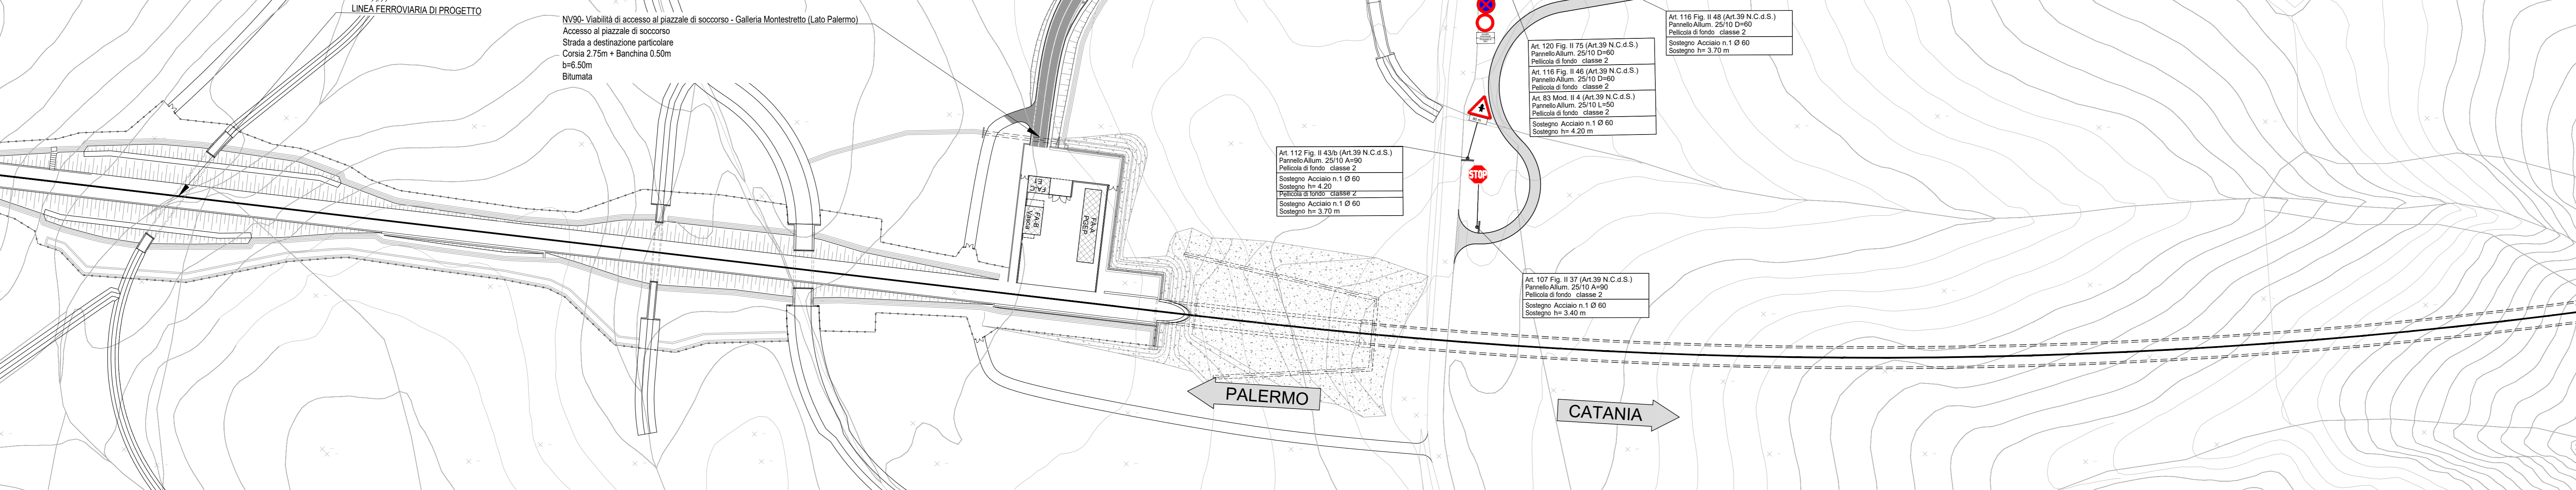 LINEA FERROVIARIA DI PROGETTO
NV90- Viabilità di accesso al piazzale di soccorso - Galleria Montestretto (Lato Palermo)
Accesso al piazzale di soccorso
Strada a destinazione particolare
Corsia 2.75m + Banchina 0.50m
b=6.50m
Bitumata
FA-C
E1
FA-B
Vasca
FA-A
PGEP
Art. 112 Fig. II 43/b (Art.39 N.C.d.S.)
Pannello Allum. 25/10 A=90
Pellicola di fondo classe 2
Sostegno Acciaio n.1 Ø 60
Sostegno h= 4.20
Pellicola di fondo classe 2
Sostegno Acciaio n.1 Ø 60
Sostegno h= 3.70 m
STOP
Art. 120 Fig. II 75 (Art.39 N.C.d.S.)
Pannello Allum. 25/10 D=60
Pellicola di fondo classe 2
Art. 116 Fig. II 46 (Art.39 N.C.d.S.)
Pannello Allum. 25/10 D=60
Pellicola di fondo classe 2
Art. 83 Mod. II 4 (Art.39 N.C.d.S.)
Pannello Allum. 25/10 L=50
Pellicola di fondo classe 2
Sostegno Acciaio n.1 Ø 60
Sostegno h= 4.20 m
Art. 116 Fig. II 48 (Art.39 N.C.d.S.)
Pannello Allum. 25/10 D=60
Pellicola di fondo classe 2
Sostegno Acciaio n.1 Ø 60
Sostegno h= 3.70 m
Art. 107 Fig. II 37 (Art.39 N.C.d.S.)
Pannello Allum. 25/10 A=90
Pellicola di fondo classe 2
Sostegno Acciaio n.1 Ø 60
Sostegno h= 3.40 m
PALERMO
CATANIA